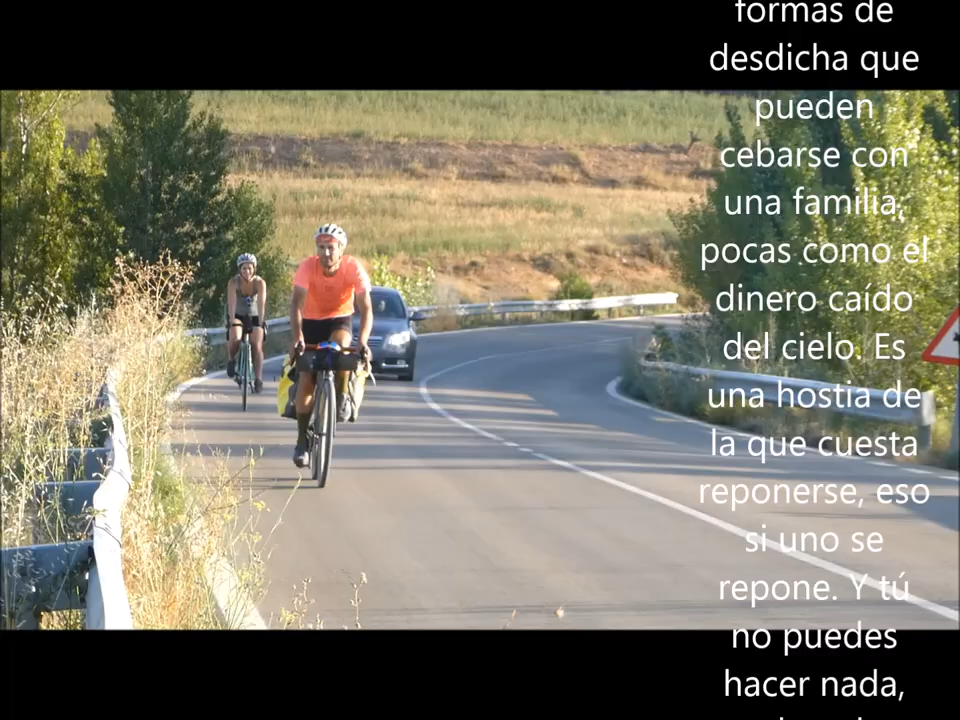 formas de
desdicha que
pueden
cebarse con
una familia,
pocas como el
dinero caído
del cielo. Es
una hostia de
la que cuesta
reponerse, eso
si uno se
repone. Y tú
no puedes
hacer nada,